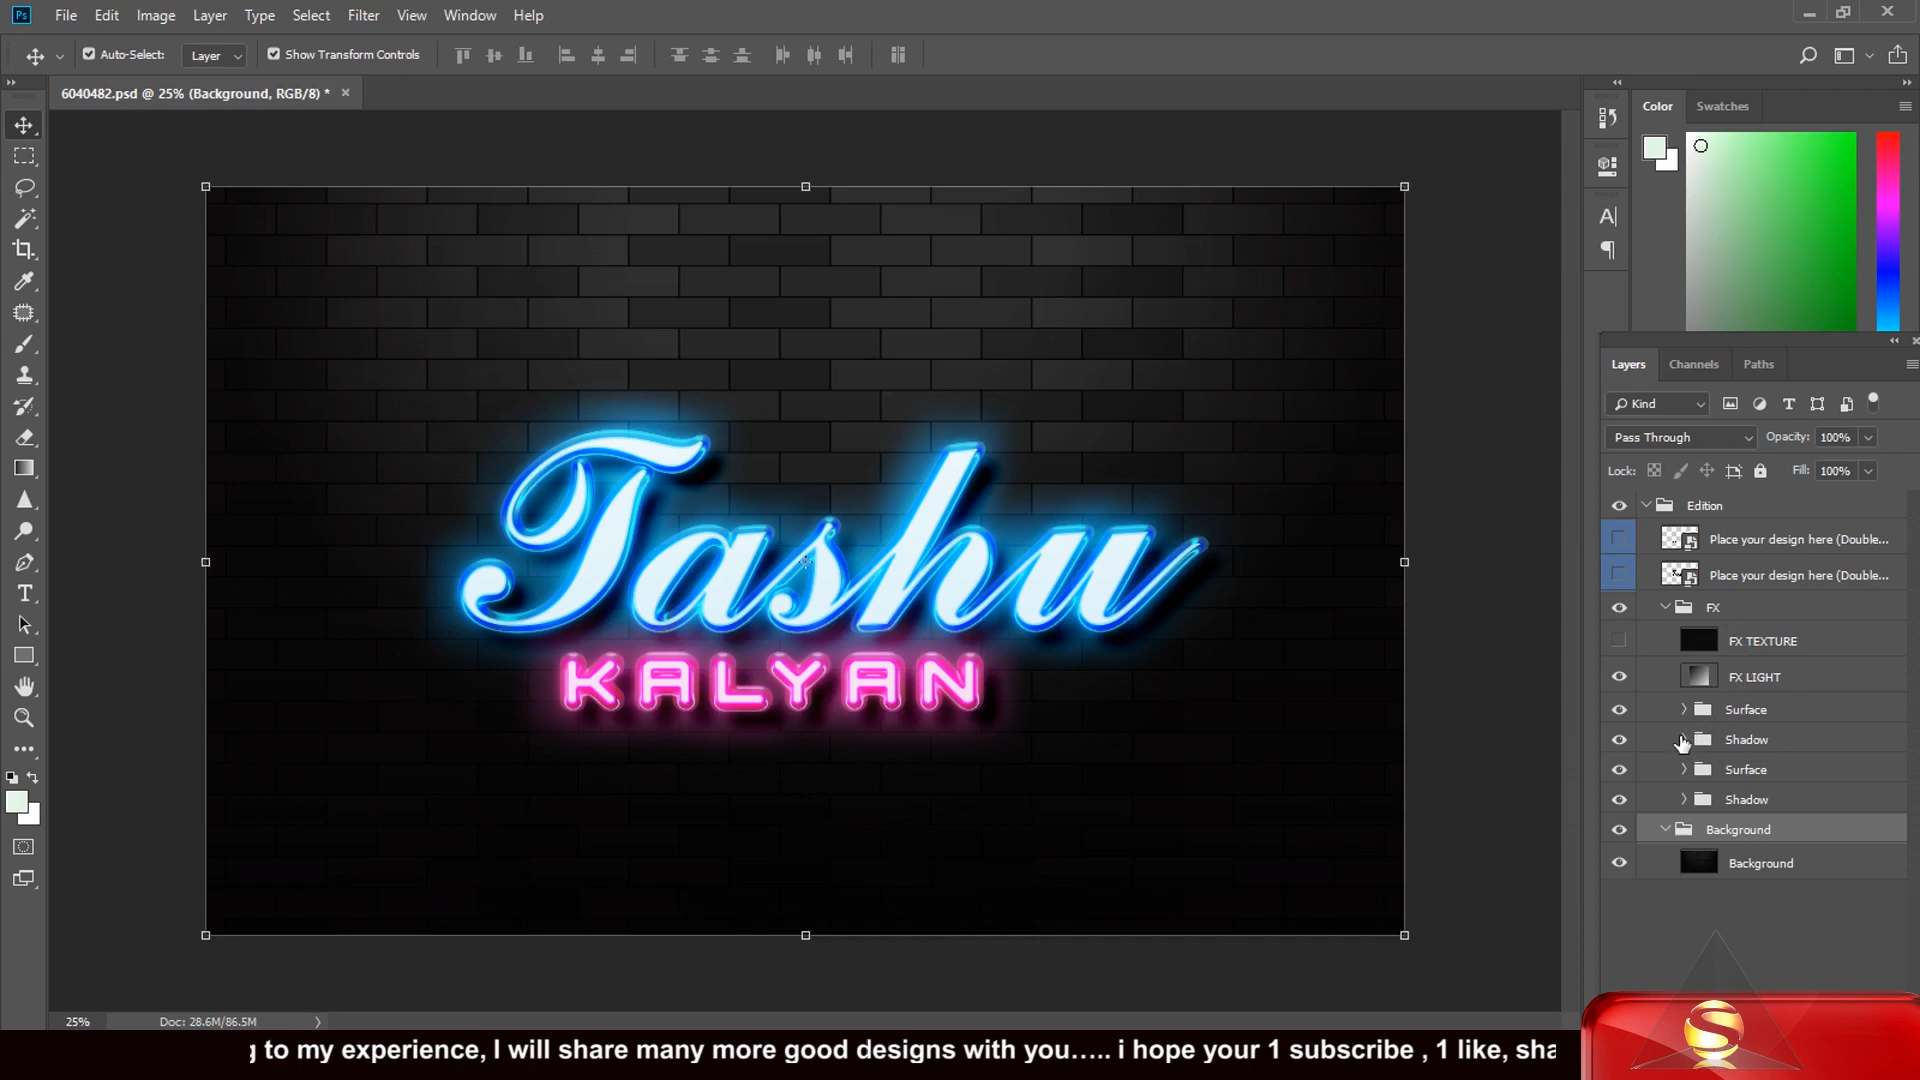 Ps File Edit Image Layer Type Select Filter View Window Help
Auto-Select: Layer Show Transform Controls
6040482.psd @ 25% (Background, RGB/8) *
Color Swatches
Tashu
KALYAN
Layers Channels Paths
Kind
Pass Through Opacity: 100%
Lock: Fill: 100%
Edition
Place your design here (Double...
Place your design here (Double...
FX
FX TEXTURE
FX LIGHT
Surface
Shadow
Surface
Shadow
Background
Background
25% Doc: 28.6M/86.5M
g to my experience, I will share many more good designs with you..... i hope your 1 subscribe , 1 like, sha
S